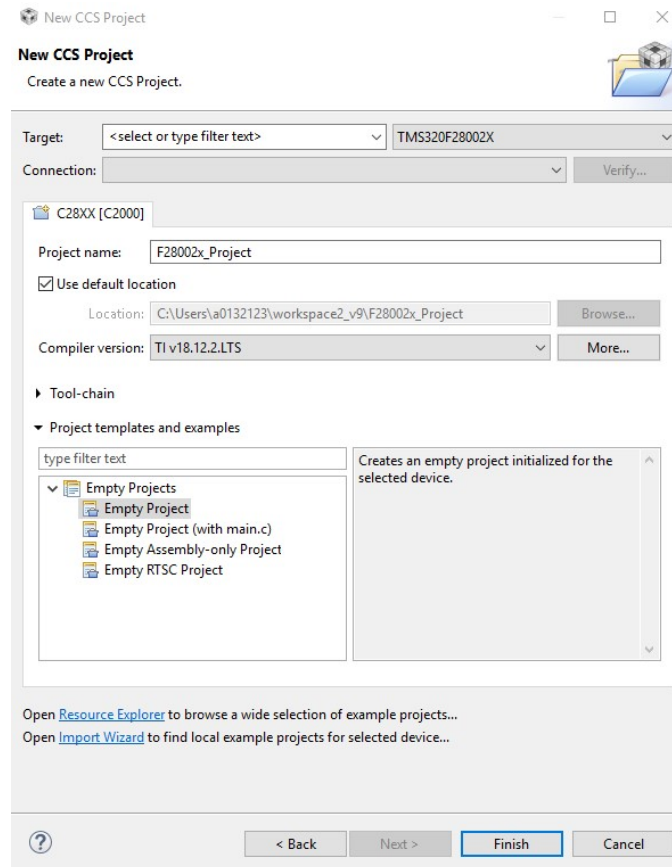 New CCS Project
New CCS Project
Create a new CCS Project.
Target: <select or type filter text> TMS320F28002X
Connection: Verify...
C28XX [C2000]
Project name: F28002x_Project
Use default location
Location: C:\Users\a0132123\workspace2_v9\F28002x_Project Browse...
Compiler version: TI v18.12.2.LTS More...
Tool-chain
Project templates and examples
type filter text
Empty Projects
Empty Project
Empty Project (with main.c)
Empty Assembly-only Project
Empty RTSC Project
Creates an empty project initialized for the
selected device.
Open Resource Explorer to browse a wide selection of example projects...
Open Import Wizard to find local example projects for selected device...
? < Back Next > Finish Cancel